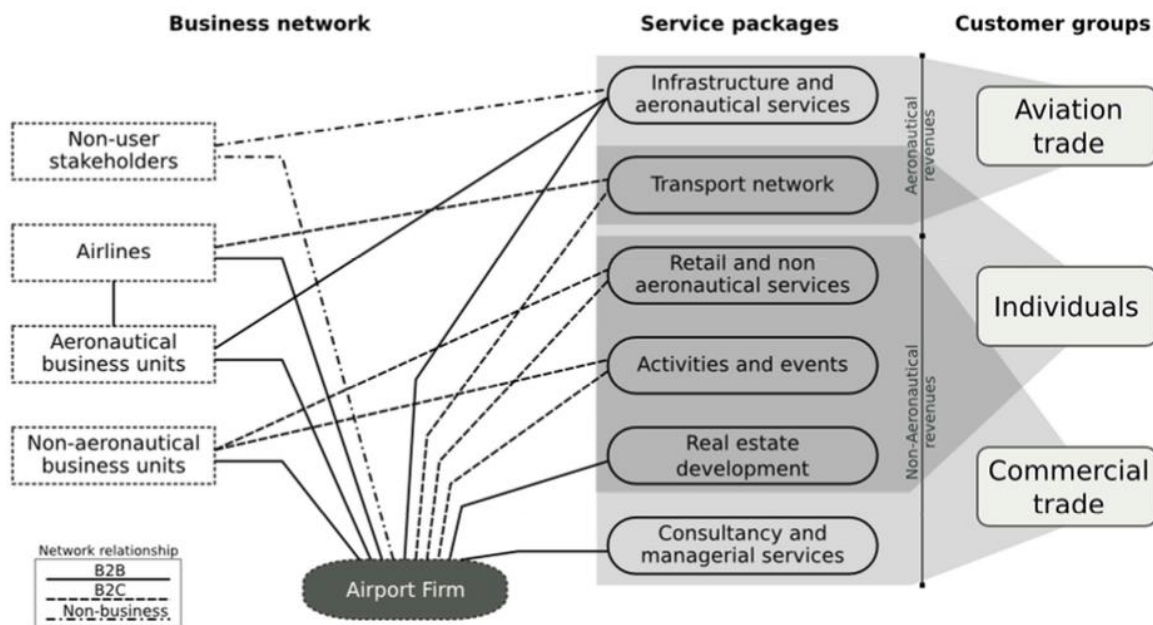 Business network
Service packages
Customer groups
Non-user
stakeholders
Airlines
Aeronautical
business units
Non-aeronautical
business units
Network relationship
B2B
B2C
Non-business
Airport Firm
Infrastructure and
aeronautical services
Transport network
Retail and non
aeronautical services
Activities and events
Real estate
development
Consultancy and
managerial services
Aeronautical
revenues
Non-Aeronautical
revenues
Aviation
trade
Individuals
Commercial
trade